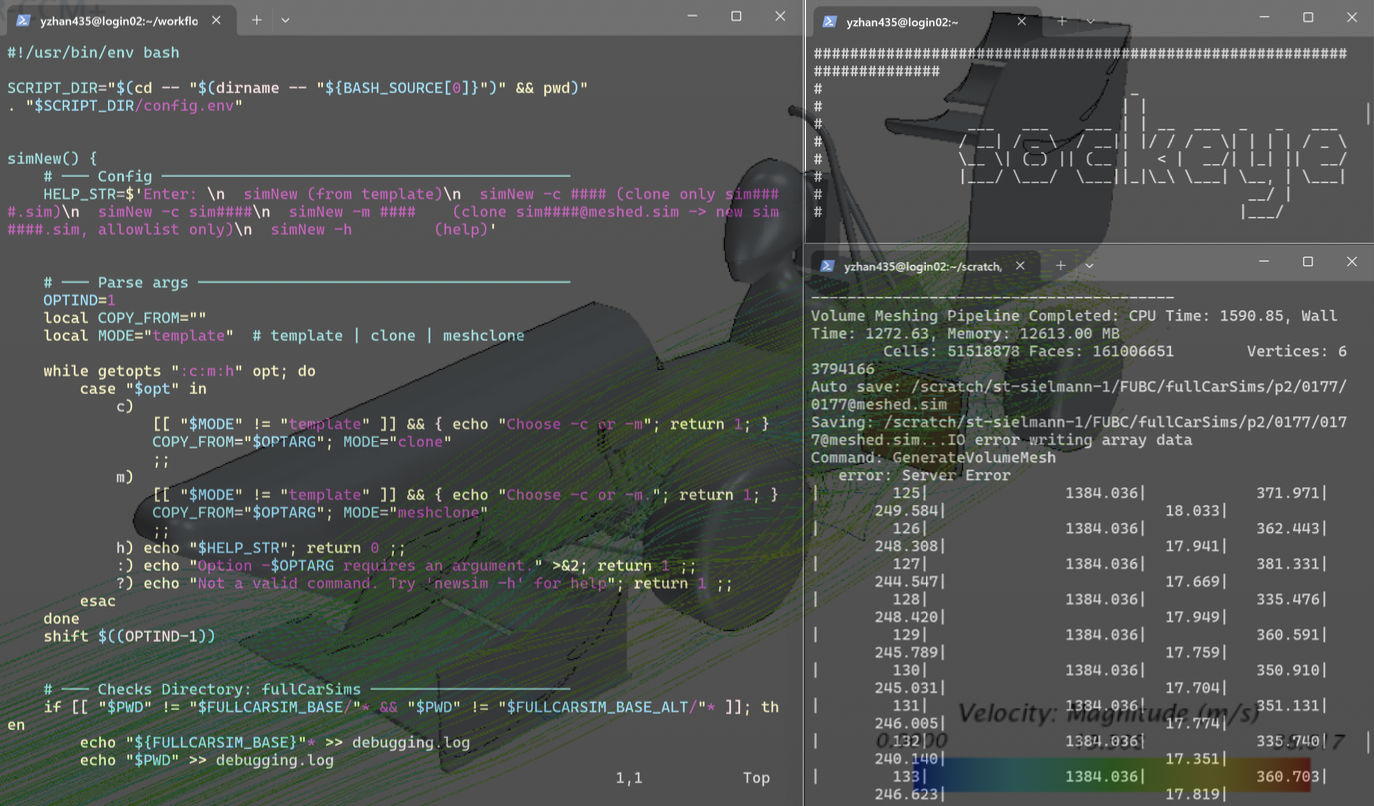 yzhan435@login02:~/workflo
#!/usr/bin/env bash
SCRIPT_DIR="$(cd -- "$(dirname -- "${BASH_SOURCE[0]}")" && pwd)"
. "$SCRIPT_DIR/config.env"
simNew() {
# —— Config ——
HELP_STR=$'Enter: \n  simNew (from template)\n  simNew -c #### (clone only sim###
#.sim)\n  simNew -c sim####\n  simNew -m ####    (clone sim####@meshed.sim -> new sim
####.sim, allowlist only)\n  simNew -h         (help)'
# —— Parse args ——
OPTIND=1
local COPY_FROM=""
local MODE="template"  # template | clone | meshclone
while getopts ":c:m:h" opt; do
case "$opt" in
c)
[[ "$MODE" != "template" ]] && { echo "Choose -c or -m"; return 1; }
COPY_FROM="$OPTARG"; MODE="clone"
;;
m)
[[ "$MODE" != "template" ]] && { echo "Choose -c or -m."; return 1; }
COPY_FROM="$OPTARG"; MODE="meshclone"
;;
h) echo "$HELP_STR"; return 0 ;;
:) echo "Option -$OPTARG requires an argument." >&2; return 1 ;;
?) echo "Not a valid command. Try 'newsim -h' for help"; return 1 ;;
esac
done
shift $((OPTIND-1))
# —— Checks Directory: fullCarSims ——
if [[ "$PWD" != "$FULLCARSIM_BASE/"* && "$PWD" != "$FULLCARSIM_BASE_ALT/"* ]]; th
en
echo "${FULLCARSIM_BASE}"* >> debugging.log
echo "$PWD" >> debugging.log
1,1 Top
yzhan435@login02:~
###########################################################
##############
#
#
#
#
#
#
#
#
sockeye
yzhan435@login02:~/scratch,
----------------------------------------
Volume Meshing Pipeline Completed: CPU Time: 1590.85, Wall
Time: 1272.63, Memory: 12613.00 MB
Cells: 51518878 Faces: 161006651 Vertices: 6
3794166
Auto save: /scratch/st-sielmann-1/FUBC/fullCarSims/p2/0177/
0177@meshed.sim
Saving: /scratch/st-sielmann-1/FUBC/fullCarSims/p2/0177/017
7@meshed.sim...IO error writing array data
Command: GenerateVolumeMesh
error: Server Error
| 125| 1384.036| 371.971|
249.584| 18.033|
| 126| 1384.036| 362.443|
248.308| 17.941|
| 127| 1384.036| 381.331|
244.547| 17.669|
| 128| 1384.036| 335.476|
248.420| 17.949|
| 129| 1384.036| 360.591|
245.789| 17.759|
| 130| 1384.036| 350.910|
245.031| 17.704|
| 131| 1384.036| 351.131|
246.005| 17.774|
| 132| 1384.036| 335.740|
240.140| 17.351|
| 133| 1384.036| 360.703|
246.623| 17.819|
Velocity: Magnitude (m/s)